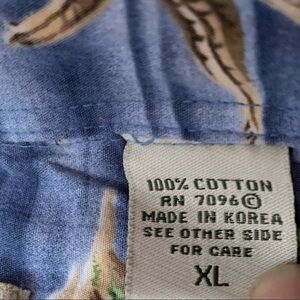 100% COTTON
RN 7096©
MADE IN KOREA
SEE OTHER SIDE
FOR CARE
XL